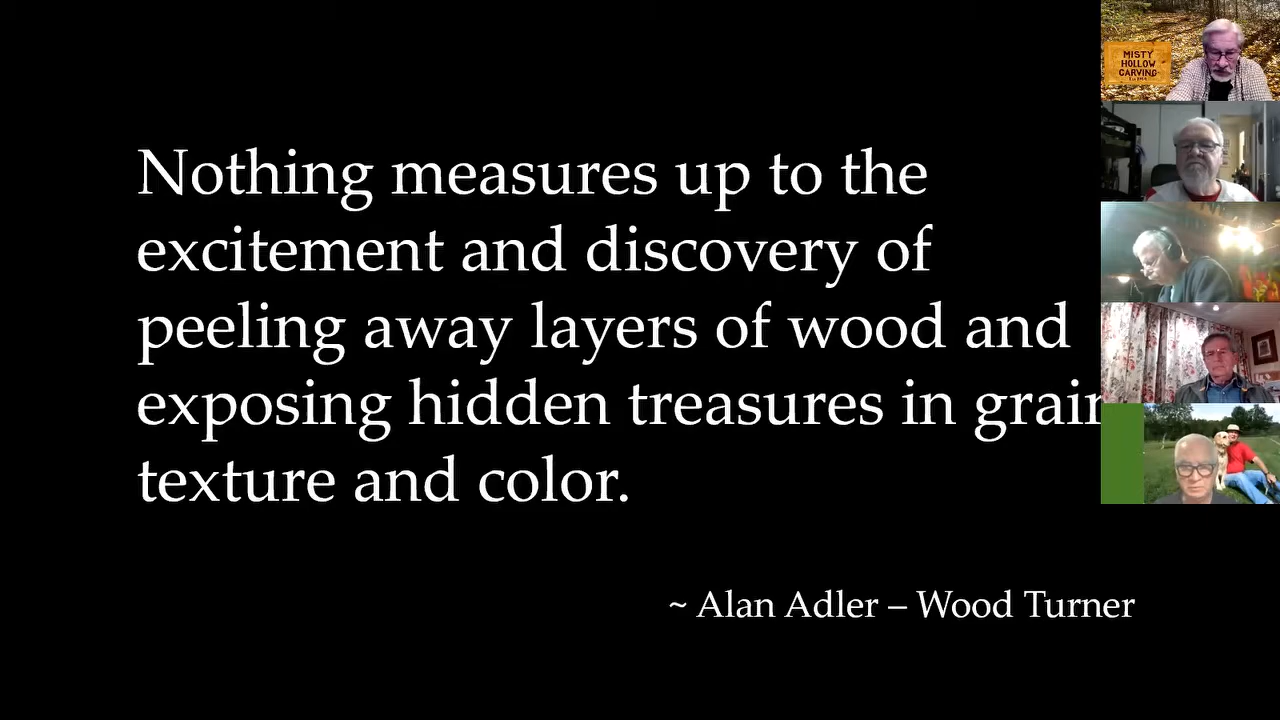 Nothing measures up to the
excitement and discovery of
peeling away layers of wood and
exposing hidden treasures in
texture and color.
~ Alan Adler – Wood Turner
MISTY
HOLLOW
CARVING